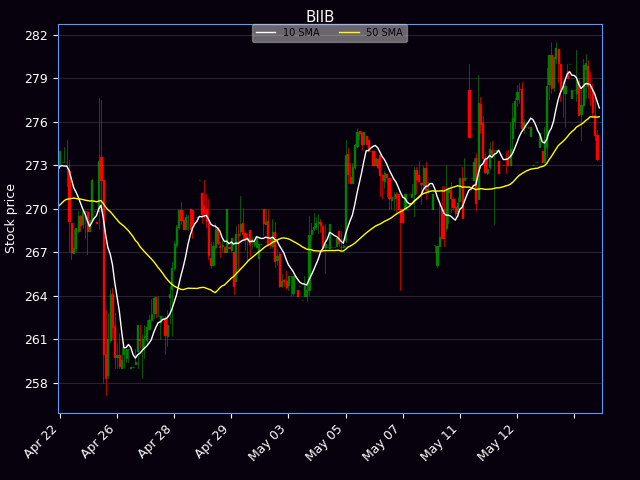 BIIB
10 SMA
50 SMA
Stock price
282
279
276
273
270
267
264
261
258
Apr 22
Apr 26
Apr 28
Apr 29
May 03
May 05
May 07
May 11
May 12